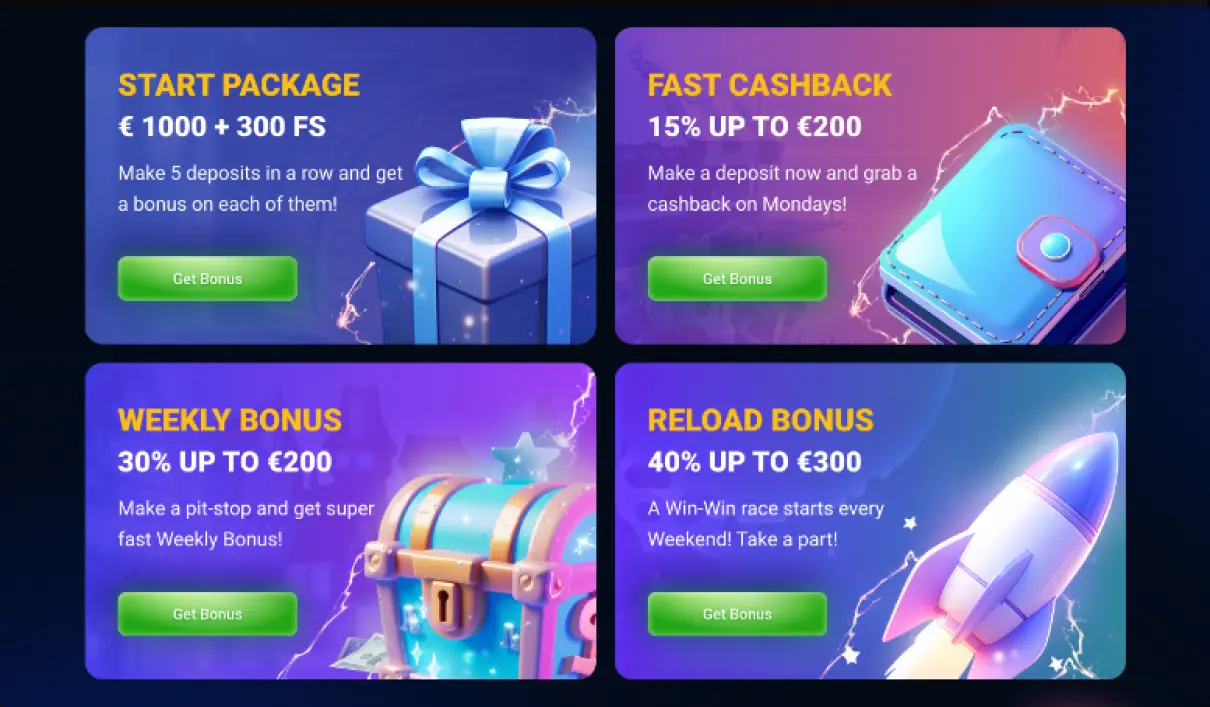 START PACKAGE
€ 1000 + 300 FS
Make 5 deposits in a row and get
a bonus on each of them!
Get Bonus
FAST CASHBACK
15% UP TO €200
Make a deposit now and grab a
cashback on Mondays!
Get Bonus
WEEKLY BONUS
30% UP TO €200
Make a pit-stop and get super
fast Weekly Bonus!
Get Bonus
RELOAD BONUS
40% UP TO €300
A Win-Win race starts every
Weekend! Take a part!
Get Bonus